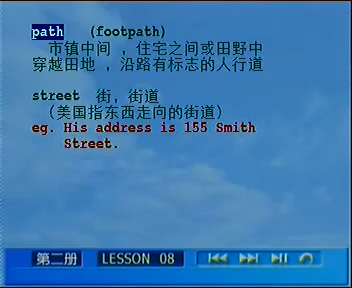 path (footpath)
市镇中间 , 住宅之间或田野中
穿越田地 , 沿路有标志的人行道
street 街, 街道
(美国指东西走向的街道)
eg. His address is 155 Smith
Street.
第二册 LESSON 08